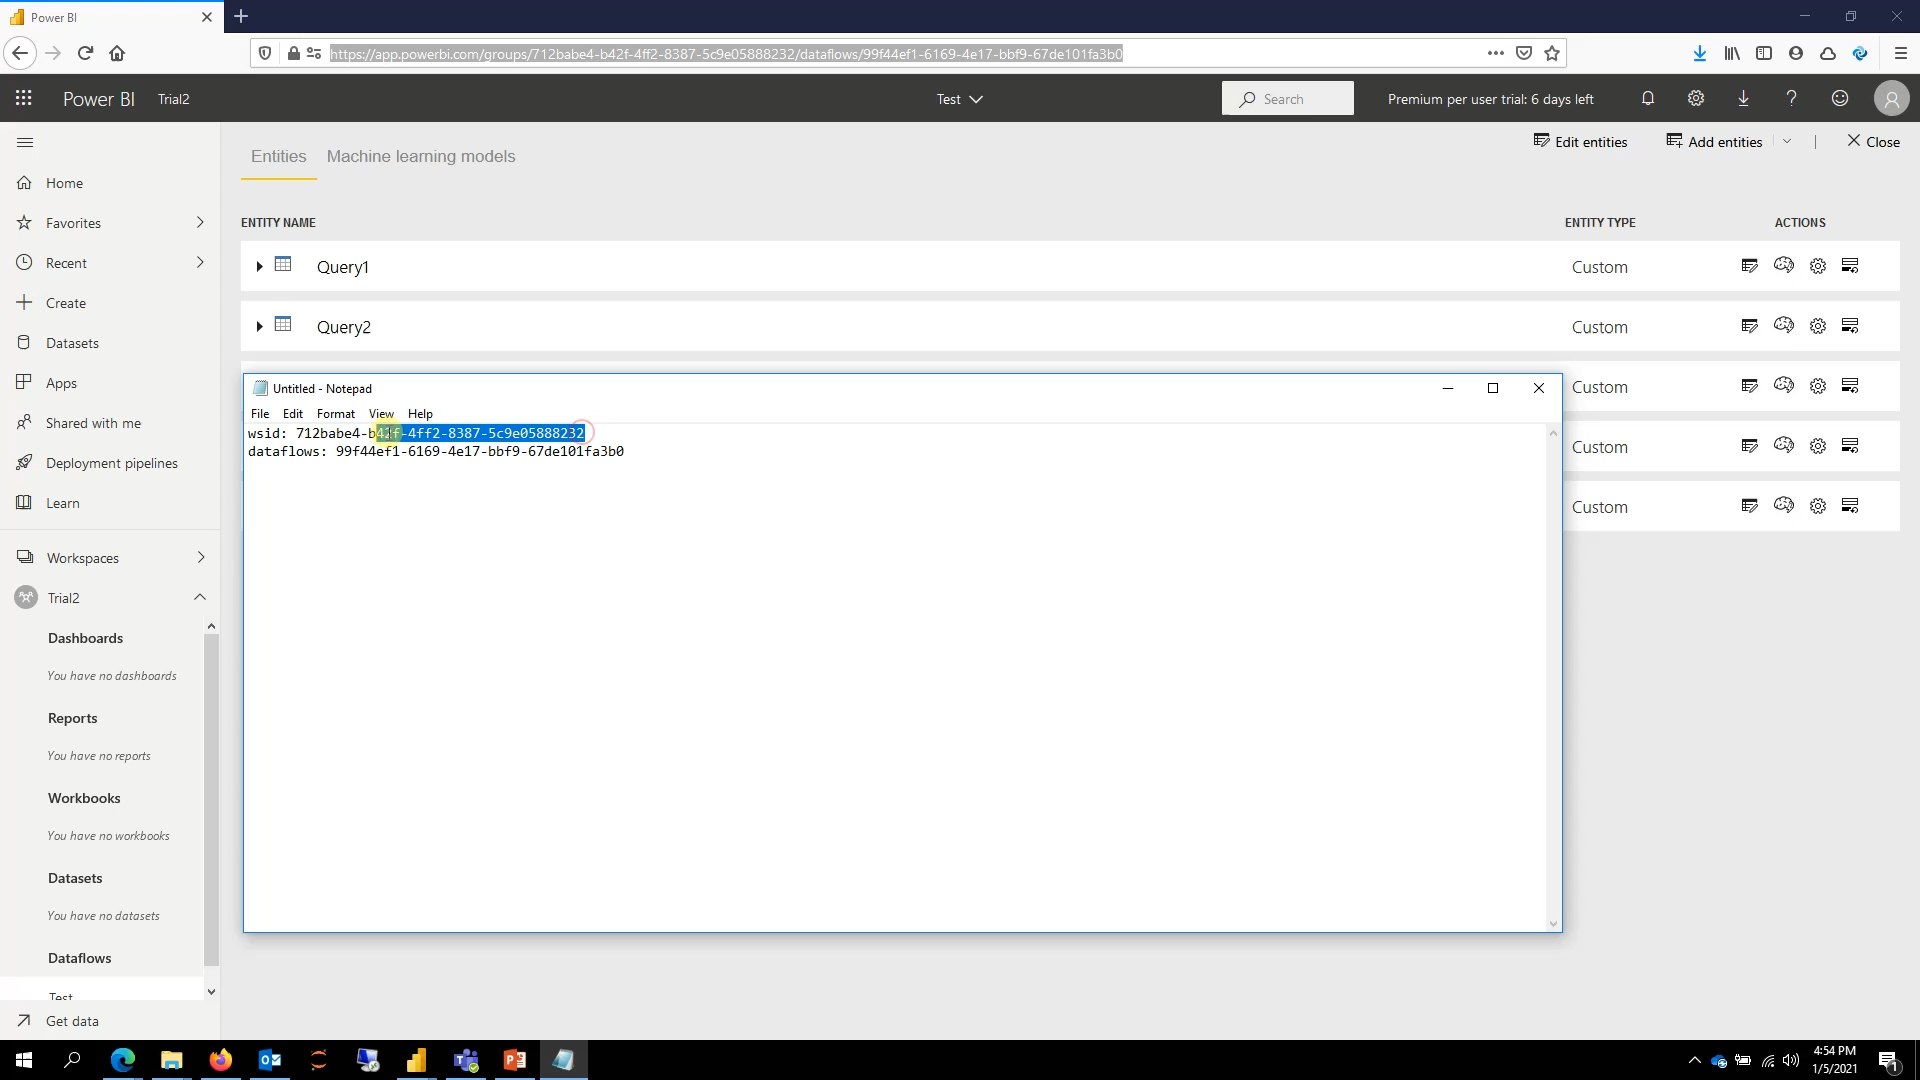 Power BI
https://app.powerbi.com/groups/712babe4-b42f-4ff2-8387-5c9e05888232/dataflows/99f44ef1-6169-4e17-bbf9-67de101fa3b0
Power BI Trial2 Test Search Premium per user trial: 6 days left
Edit entities Add entities Close
Entities Machine learning models
Home
Favorites
Recent
Create
Datasets
Apps
Shared with me
Deployment pipelines
Learn
Workspaces
Trial2
Dashboards
You have no dashboards
Reports
You have no reports
Workbooks
You have no workbooks
Datasets
You have no datasets
Dataflows
Test
Get data
ENTITY NAME ENTITY TYPE ACTIONS
Query1 Custom
Query2 Custom
Custom
Custom
Custom
Untitled - Notepad
File Edit Format View Help
wsid: 712babe4-b42f-4ff2-8387-5c9e05888232
dataflows: 99f44ef1-6169-4e17-bbf9-67de101fa3b0
4:54 PM
1/5/2021
1